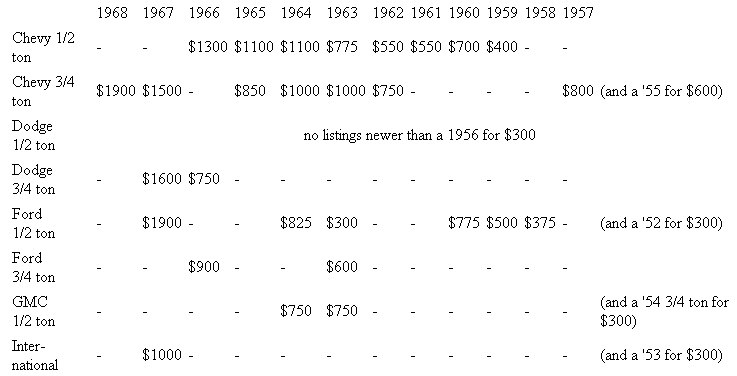 1968 1967 1966 1965 1964 1963 1962 1961 1960 1959 1958 1957
Chevy 1/2 ton - - $1300 $1100 $1100 $775 $550 $550 $700 $400 - -
Chevy 3/4 ton $1900 $1500 - $850 $1000 $1000 $750 - - - - $800 (and a '55 for $600)
Dodge 1/2 ton no listings newer than a 1956 for $300
Dodge 3/4 ton - $1600 $750 - - - - - - - - -
Ford 1/2 ton - $1900 - - $825 $300 - - $775 $500 $375 - (and a '52 for $300)
Ford 3/4 ton - - $900 - - $600 - - - - - -
GMC 1/2 ton - - - - $750 $750 - - - - - - (and a '54 3/4 ton for $300)
Inter-national - $1000 - - - - - - - - - - (and a '53 for $300)